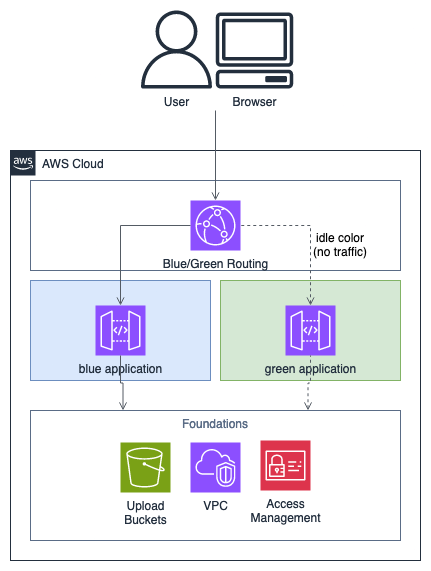 User
Browser
aws
AWS Cloud
Blue/Green Routing
idle color
(no traffic)
blue application
green application
Foundations
Upload
Buckets
VPC
Access
Management